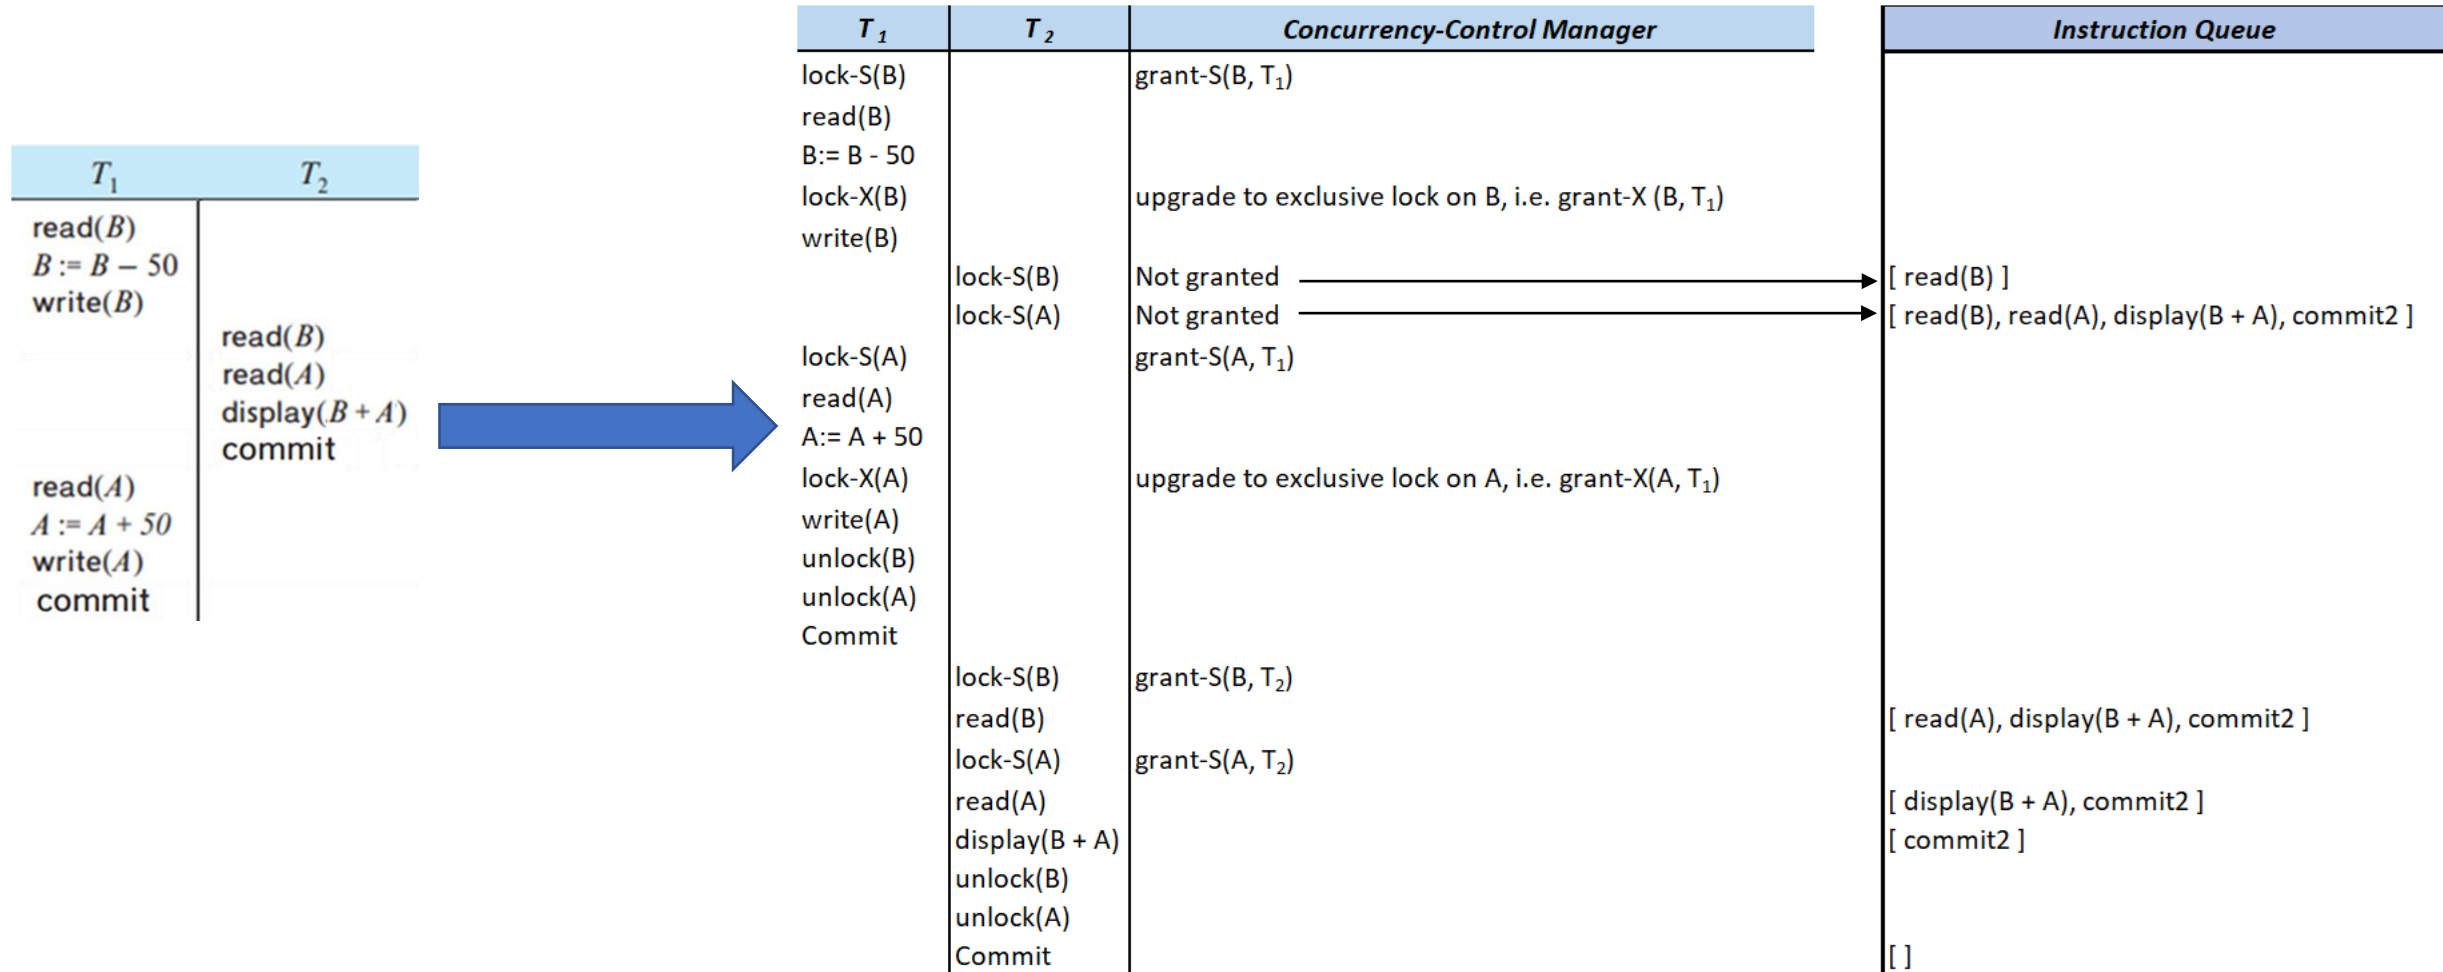 T1 T2
read(B)
B := B − 50
write(B)
read(B)
read(A)
display(B + A)
commit
read(A)
A := A + 50
write(A)
commit
T1 T2 Concurrency-Control Manager Instruction Queue
lock-S(B) grant-S(B, T1)
read(B)
B:= B - 50
lock-X(B) upgrade to exclusive lock on B, i.e. grant-X (B, T1)
write(B)
lock-S(B) Not granted [ read(B) ]
lock-S(A) Not granted [ read(B), read(A), display(B + A), commit2 ]
lock-S(A) grant-S(A, T1)
read(A)
A:= A + 50
lock-X(A) upgrade to exclusive lock on A, i.e. grant-X(A, T1)
write(A)
unlock(B)
unlock(A)
Commit
lock-S(B) grant-S(B, T2)
read(B) [ read(A), display(B + A), commit2 ]
lock-S(A) grant-S(A, T2)
read(A) [ display(B + A), commit2 ]
display(B + A) [ commit2 ]
unlock(B)
unlock(A)
Commit [ ]